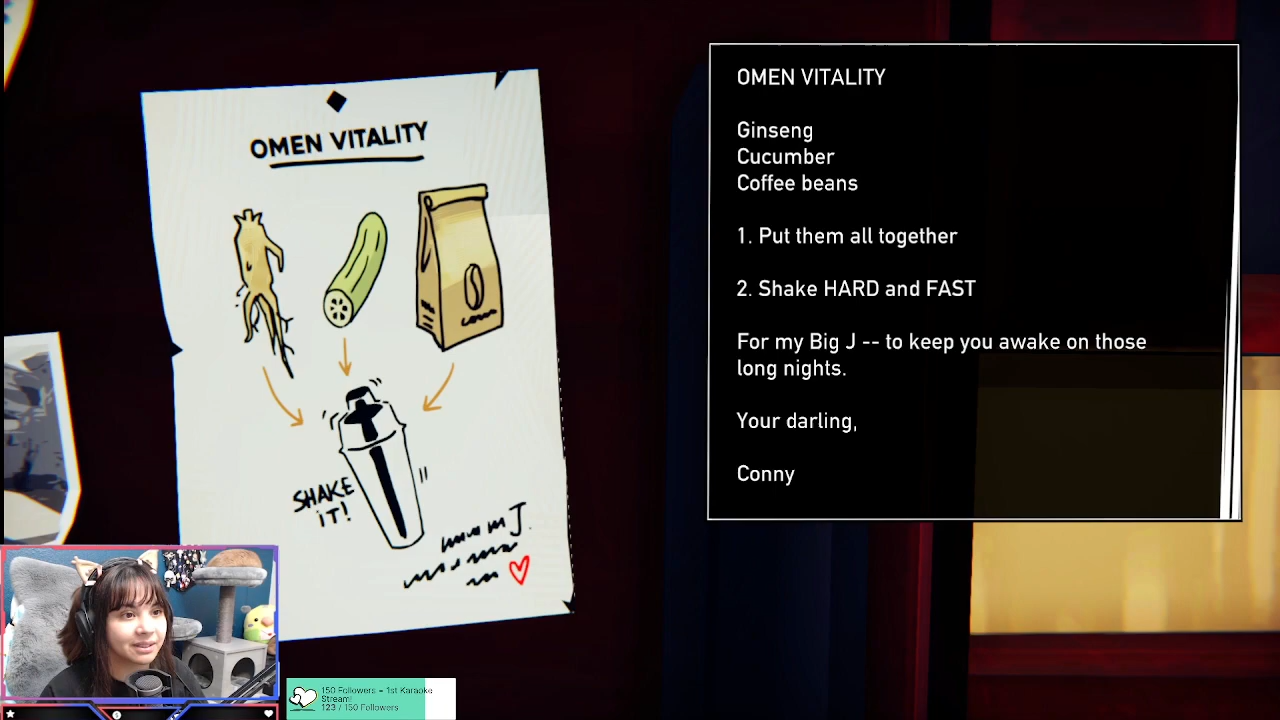 OMEN VITALITY
SHAKE
IT!
J.
OMEN VITALITY
Ginseng
Cucumber
Coffee beans
1. Put them all together
2. Shake HARD and FAST
For my Big J -- to keep you awake on those
long nights.
Your darling,
Conny
150 Followers = 1st Karaoke
Stream!
123 / 150 Followers